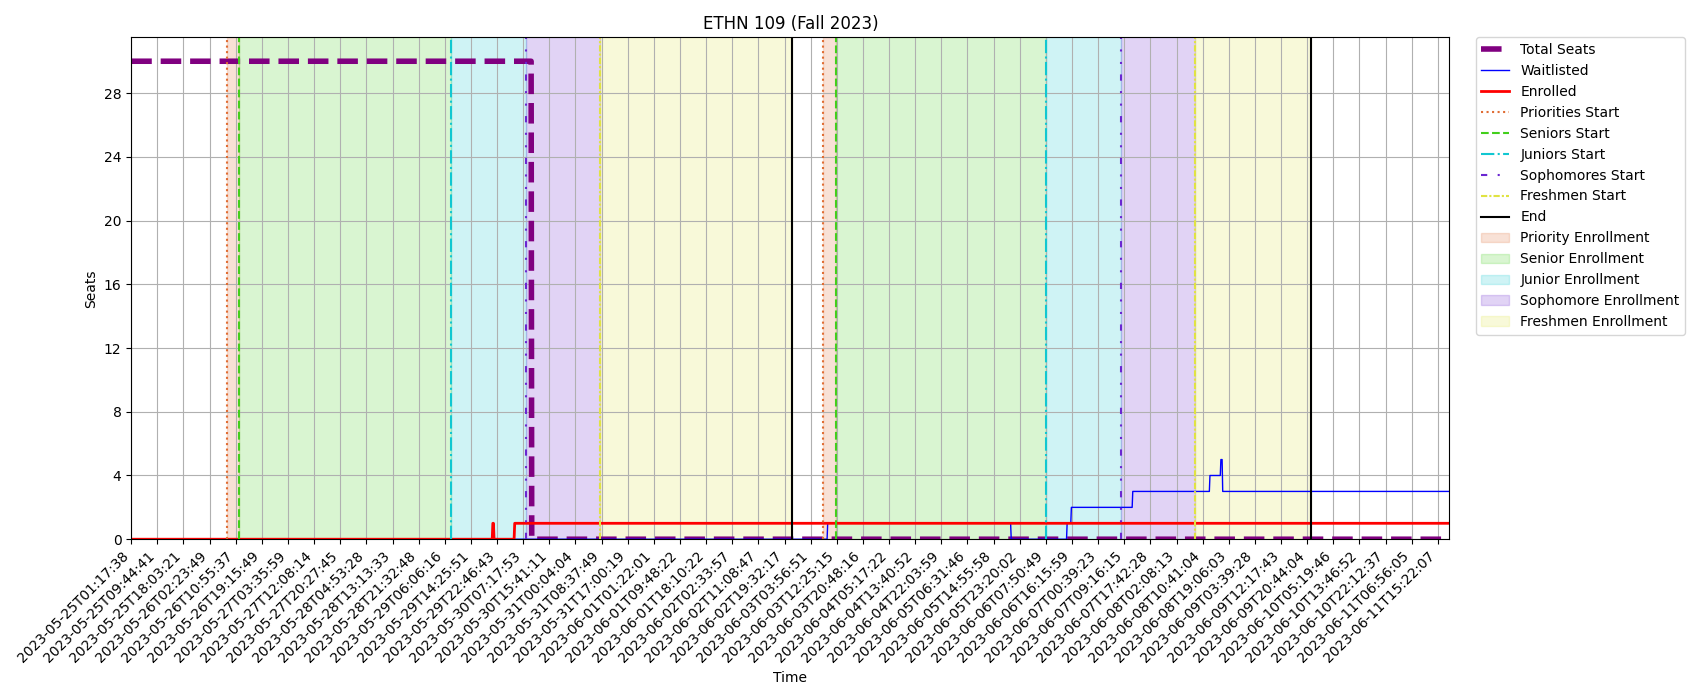 ETHN 109 (Fall 2023)
Seats
28
24
20
16
12
8
4
0
2023-05-25T01:17:38
2023-05-25T09:44:41
2023-05-25T18:03:21
2023-05-26T02:23:49
2023-05-26T10:55:37
2023-05-26T19:15:49
2023-05-27T03:35:59
2023-05-27T12:08:14
2023-05-27T20:27:45
2023-05-28T04:53:28
2023-05-28T13:13:33
2023-05-28T21:32:48
2023-05-29T06:06:16
2023-05-29T14:25:51
2023-05-29T22:46:43
2023-05-30T07:17:53
2023-05-30T15:41:11
2023-05-31T00:04:04
2023-05-31T08:37:49
2023-05-31T17:00:19
2023-06-01T01:22:01
2023-06-01T09:48:22
2023-06-01T18:10:22
2023-06-02T02:33:57
2023-06-02T11:08:47
2023-06-02T19:32:17
2023-06-03T03:56:51
2023-06-03T12:25:15
2023-06-03T20:48:16
2023-06-04T05:17:22
2023-06-04T13:40:52
2023-06-04T22:03:59
2023-06-05T06:31:46
2023-06-05T14:55:58
2023-06-05T23:20:02
2023-06-06T07:50:49
2023-06-06T16:15:59
2023-06-07T00:39:23
2023-06-07T09:16:15
2023-06-07T17:42:28
2023-06-08T02:08:13
2023-06-08T10:41:04
2023-06-08T19:06:03
2023-06-09T03:39:28
2023-06-09T12:17:43
2023-06-09T20:44:04
2023-06-10T05:19:46
2023-06-10T13:46:52
2023-06-10T22:12:37
2023-06-11T06:56:05
2023-06-11T15:22:07
Time
Total Seats
Waitlisted
Enrolled
Priorities Start
Seniors Start
Juniors Start
Sophomores Start
Freshmen Start
End
Priority Enrollment
Senior Enrollment
Junior Enrollment
Sophomore Enrollment
Freshmen Enrollment